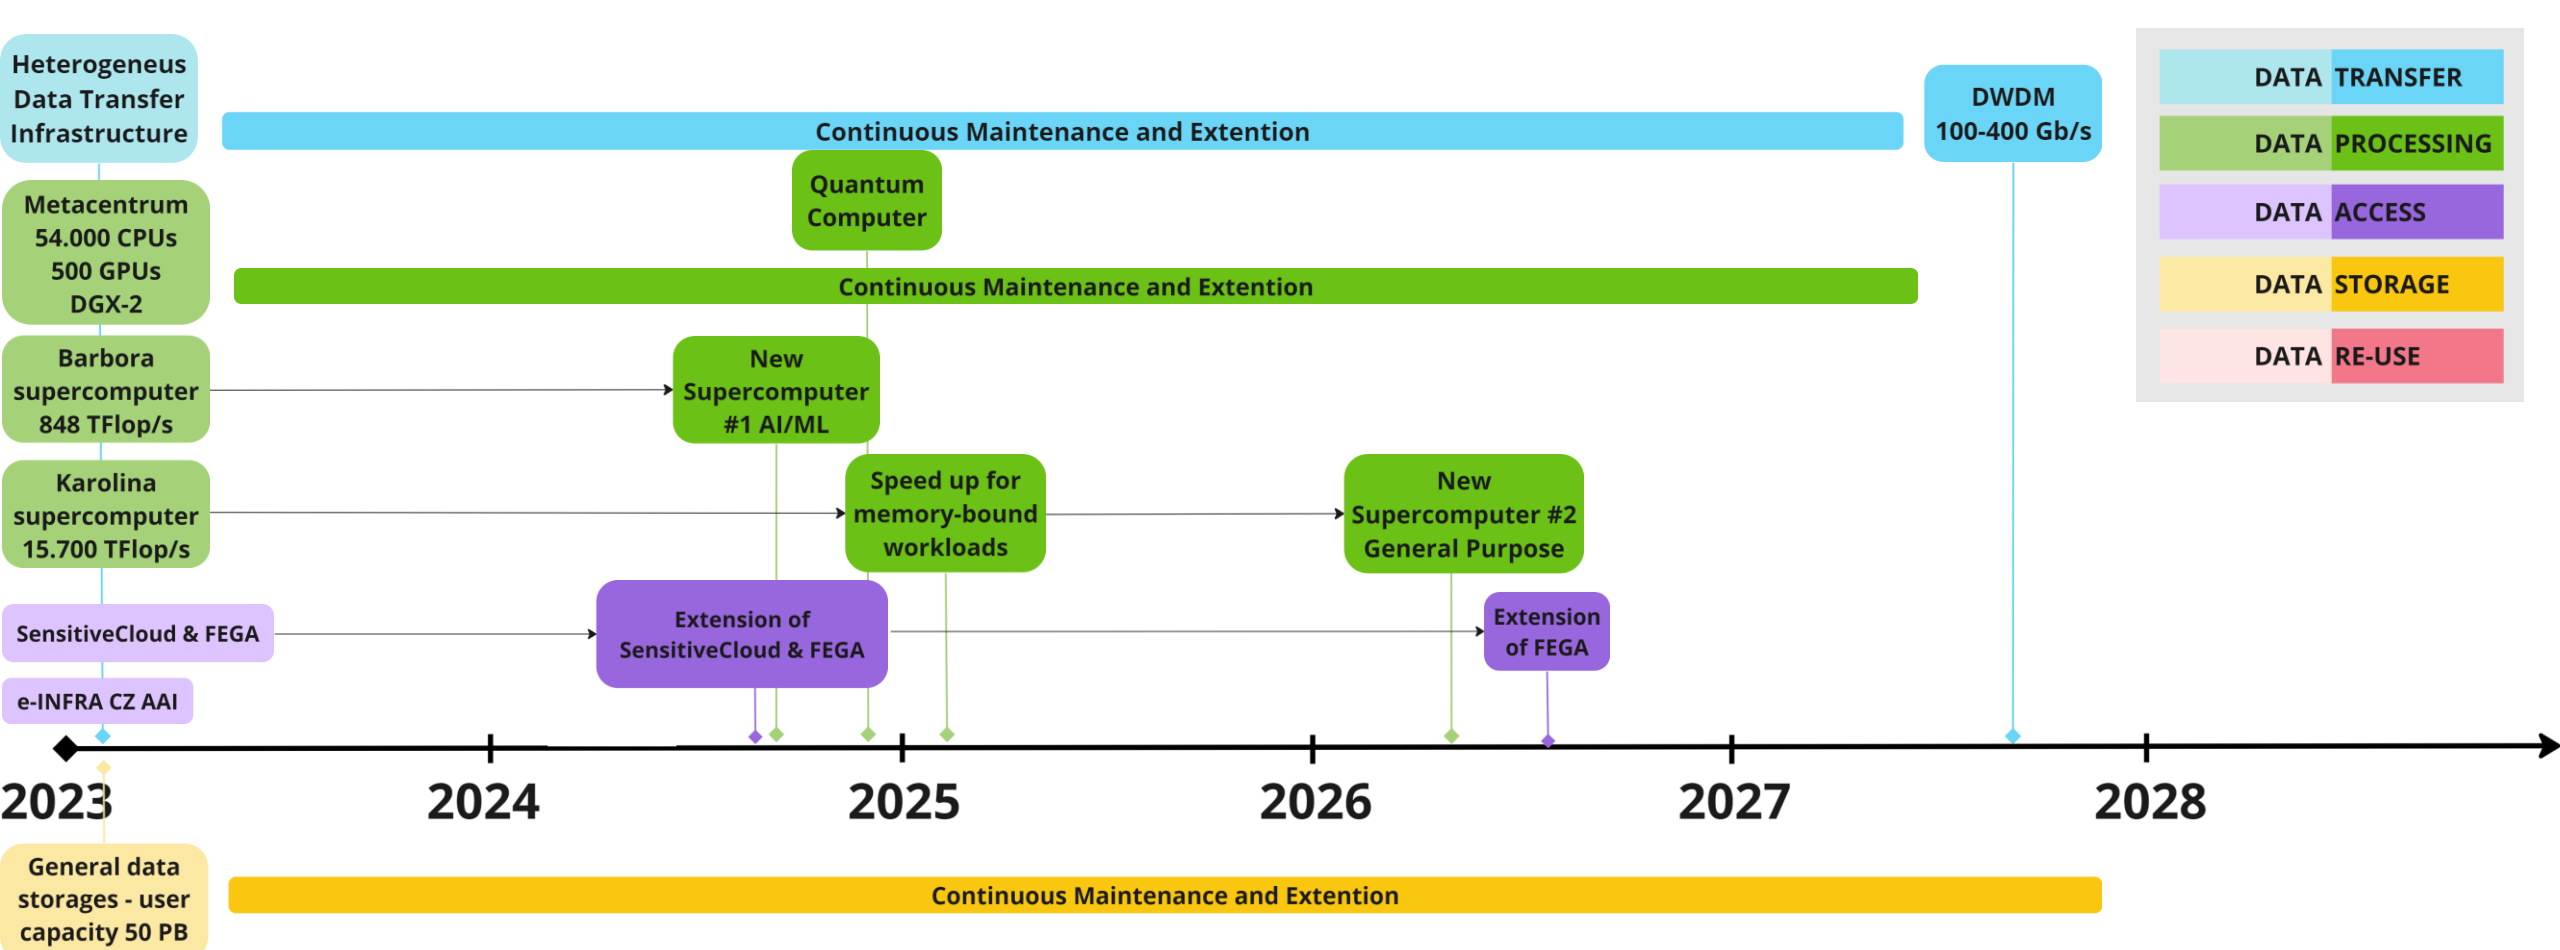 Heterogeneus
Data Transfer
Infrastructure
Continuous Maintenance and Extention
DWDM
100-400 Gb/s
DATA TRANSFER
DATA PROCESSING
DATA ACCESS
DATA STORAGE
DATA RE-USE
Metacentrum
54.000 CPUs
500 GPUs
DGX-2
Quantum
Computer
Continuous Maintenance and Extention
Barbora
supercomputer
848 TFlop/s
New
Supercomputer
#1 AI/ML
Karolina
supercomputer
15.700 TFlop/s
Speed up for
memory-bound
workloads
New
Supercomputer #2
General Purpose
SensitiveCloud & FEGA
Extension of
SensitiveCloud & FEGA
Extension
of FEGA
e-INFRA CZ AAI
2023 2024 2025 2026 2027 2028
General data
storages - user
capacity 50 PB
Continuous Maintenance and Extention